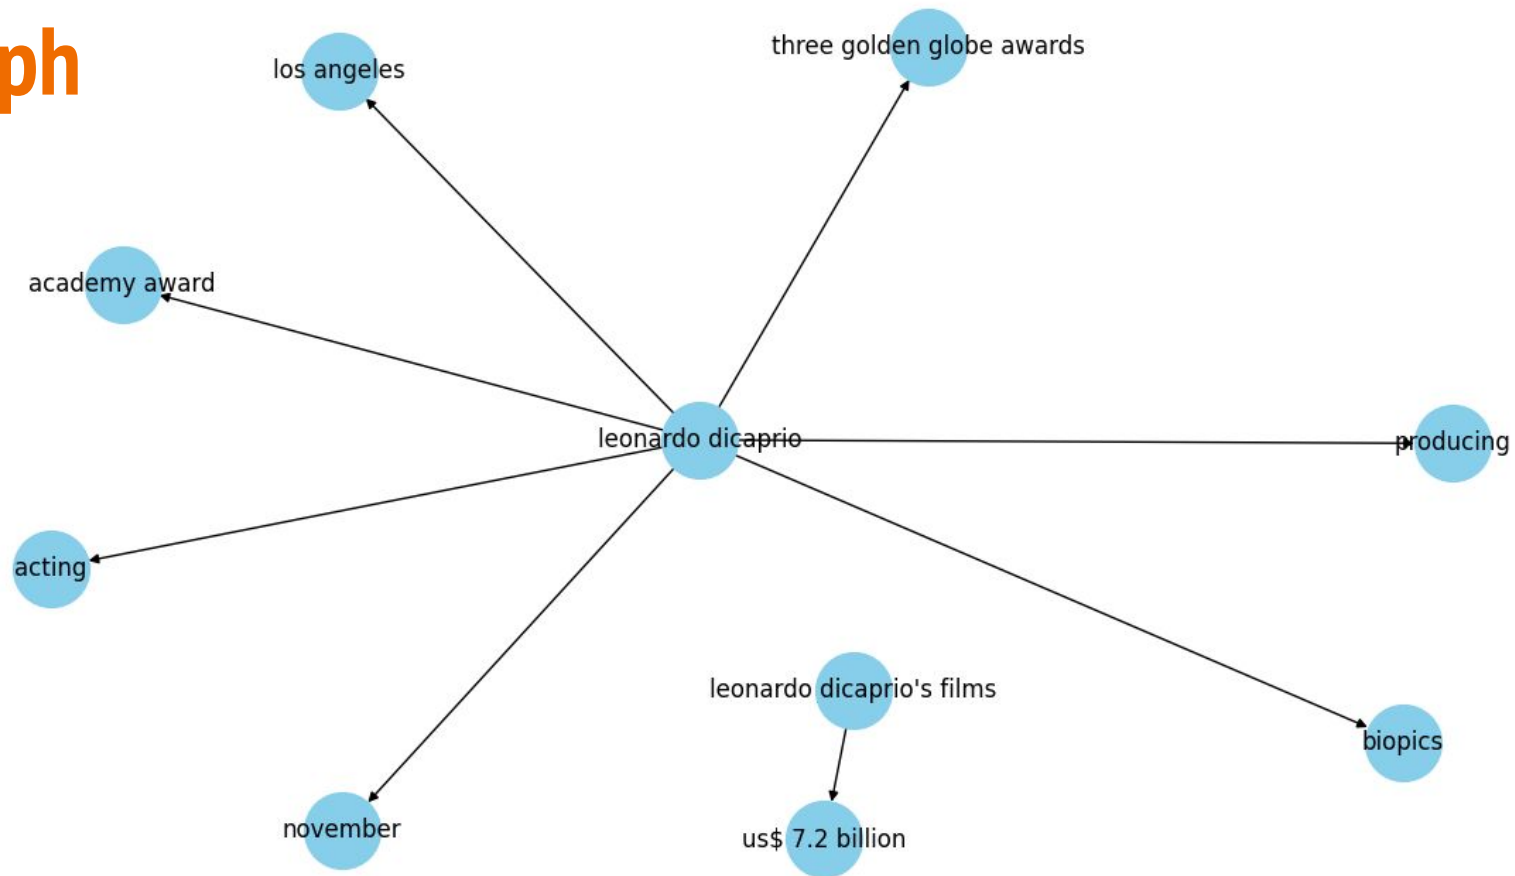 ph
three golden globe awards
los angeles
academy award
leonardo dicaprio
producing
acting
leonardo dicaprio's films
biopics
november
us$ 7.2 billion